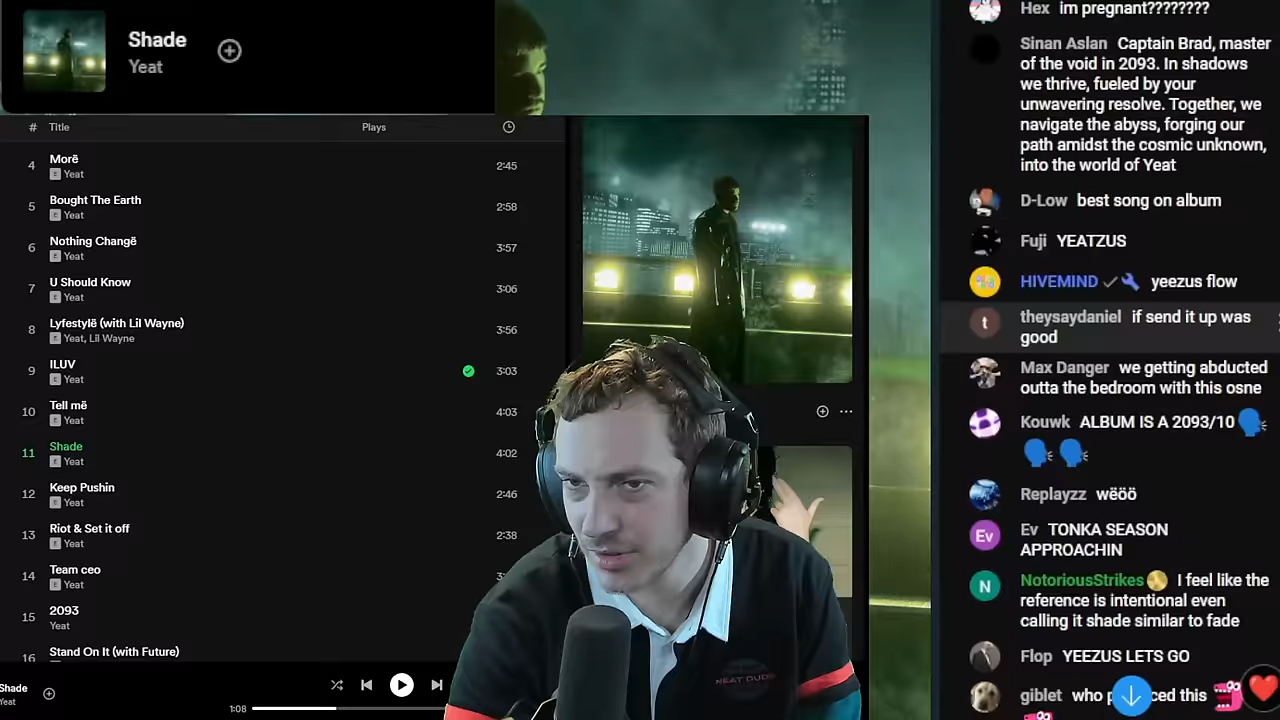 Shade
Yeat
# Title Plays
4 Morë 2:45
E Yeat
5 Bought The Earth 2:58
E Yeat
6 Nothing Changë 3:57
E Yeat
7 U Should Know 3:06
E Yeat
8 Lyfestylë (with Lil Wayne) 3:56
E Yeat, Lil Wayne
9 ILUV 3:03
E Yeat
10 Tell më 4:03
E Yeat
11 Shade 4:02
E Yeat
12 Keep Pushin 2:46
E Yeat
13 Riot & Set it off 2:38
E Yeat
14 Team ceo
E Yeat
15 2093
Yeat
16 Stand On It (with Future)
Shade
Yeat
1:08
NEAT DUDE
Hex im pregnant????????
Sinan Aslan Captain Brad, master
of the void in 2093. In shadows
we thrive, fueled by your
unwavering resolve. Together, we
navigate the abyss, forging our
path amidst the cosmic unknown,
into the world of Yeat
D-Low best song on album
Fuji YEATZUS
HIVEMIND yeezus flow
t theysaydaniel if send it up was
good
Max Danger we getting abducted
outta the bedroom with this osne
Kouwk ALBUM IS A 2093/10
Replayzz wëöö
Ev Ev TONKA SEASON
APPROACHIN
N NotoriousStrikes I feel like the
reference is intentional even
calling it shade similar to fade
Flop YEEZUS LETS GO
giblet who this